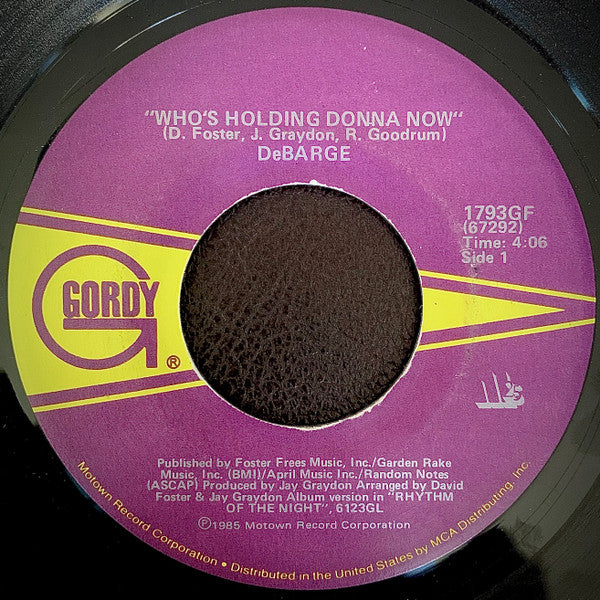 "WHO'S HOLDING DONNA NOW"
(D. Foster, J. Graydon, R. Goodrum)
DeBARGE
1793GF
(67292)
Time: 4:06
Side 1
GORDY
G
®
25
Published by Foster Frees Music, Inc./Garden Rake
Music, Inc. (BMI)/April Music Inc./Random Notes
(ASCAP) Produced by Jay Graydon Arranged by David
Foster & Jay Graydon Album version in "RHYTHM
OF THE NIGHT", 6123GL
℗1985 Motown Record Corporation
Motown Record Corporation • Distributed in the United States by MCA Distributing, Inc.